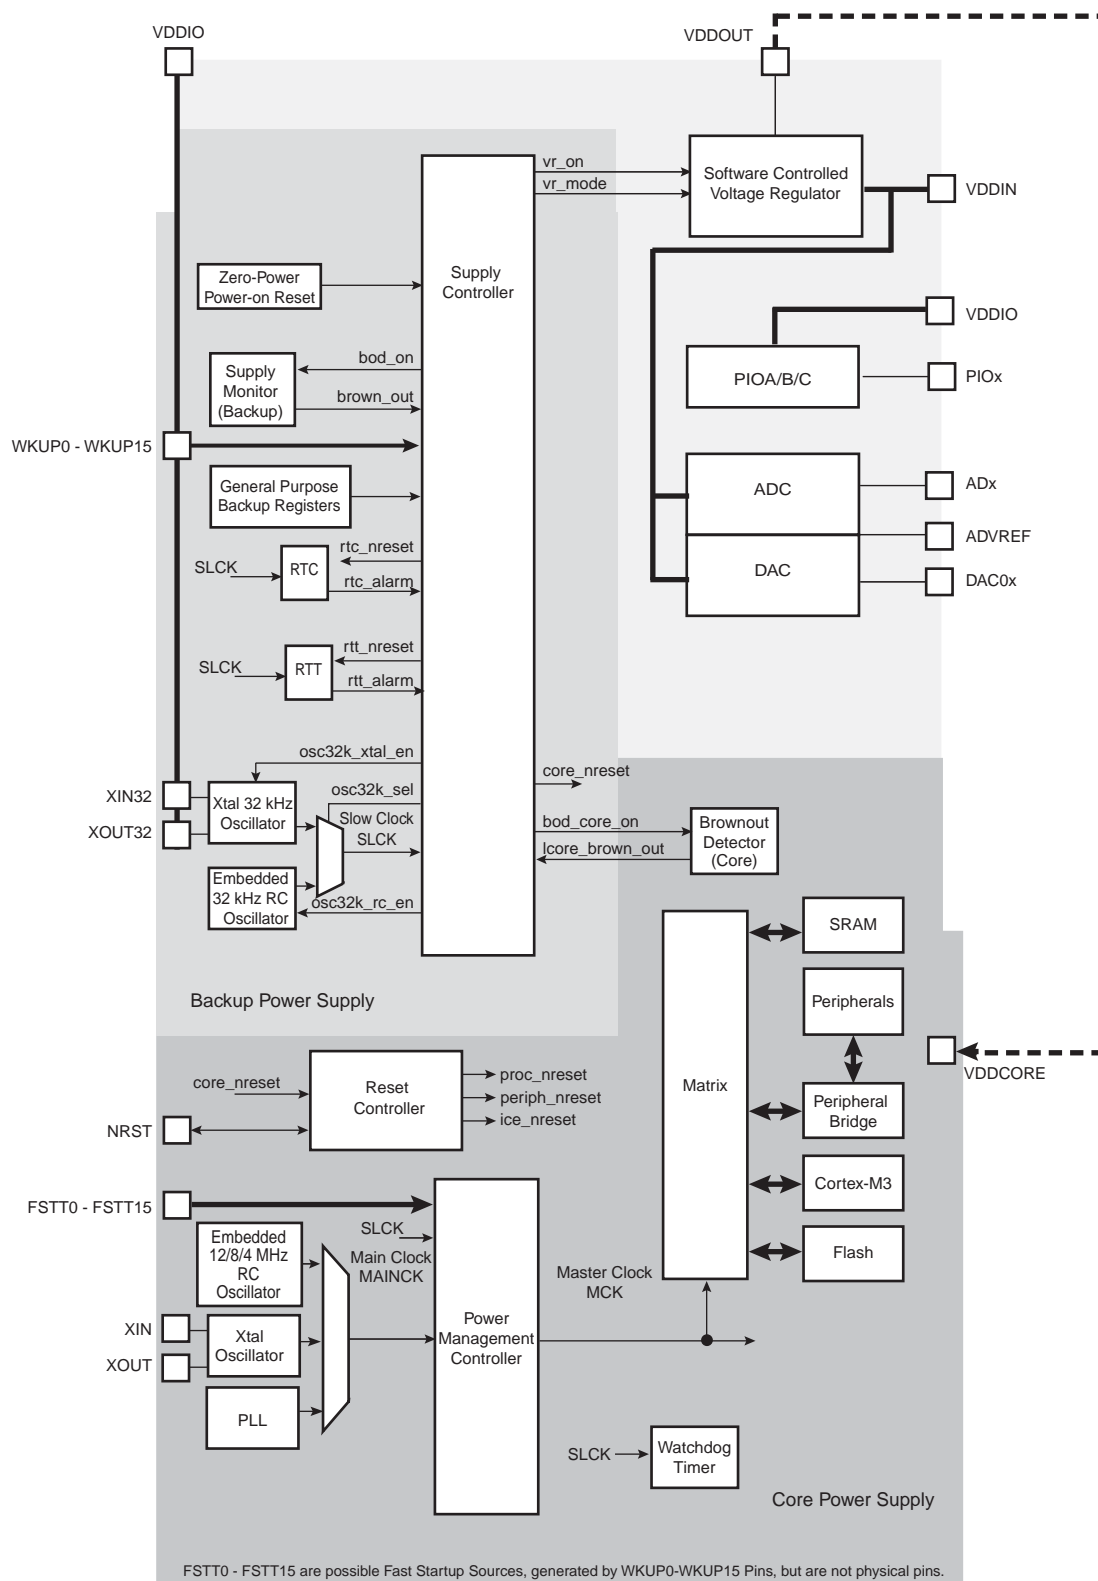 VDDIO
VDDOUT
vr_on
vr_mode
Software Controlled
Voltage Regulator
VDDIN
Supply
Controller
Zero-Power
Power-on Reset
VDDIO
bod_on
Supply
Monitor
(Backup)
brown_out
PIOA/B/C
PIOx
WKUP0 - WKUP15
General Purpose
Backup Registers
ADC
ADx
ADVREF
rtc_nreset
SLCK
RTC
rtc_alarm
DAC
DAC0x
rtt_nreset
SLCK
RTT
rtt_alarm
osc32k_xtal_en
XIN32
Xtal 32 kHz
Oscillator
XOUT32
osc32k_sel
Slow Clock
SLCK
core_nreset
bod_core_on
lcore_brown_out
Brownout
Detector
(Core)
Embedded
32 kHz RC
Oscillator
osc32k_rc_en
SRAM
Backup Power Supply
Peripherals
Matrix
VDDCORE
core_nreset
Reset
Controller
proc_nreset
periph_nreset
ice_nreset
NRST
Peripheral
Bridge
Cortex-M3
FSTT0 - FSTT15
SLCK
Embedded
12/8/4 MHz
RC
Oscillator
Main Clock
MAINCK
Master Clock
MCK
Flash
XIN
Xtal
Oscillator
XOUT
Power
Management
Controller
PLL
SLCK
Watchdog
Timer
Core Power Supply
FSTT0 - FSTT15 are possible Fast Startup Sources, generated by WKUP0-WKUP15 Pins, but are not physical pins.